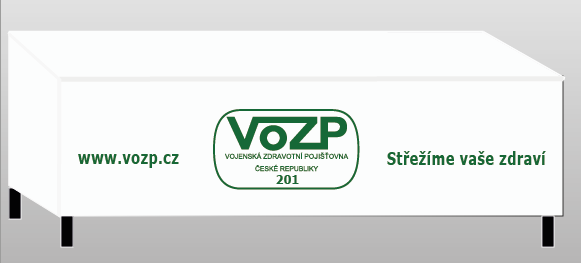 www.vozp.cz
VoZP
VOJENSKÁ ZDRAVOTNÍ POJIŠŤOVNA
ČESKÉ REPUBLIKY
201
Střežíme vaše zdraví